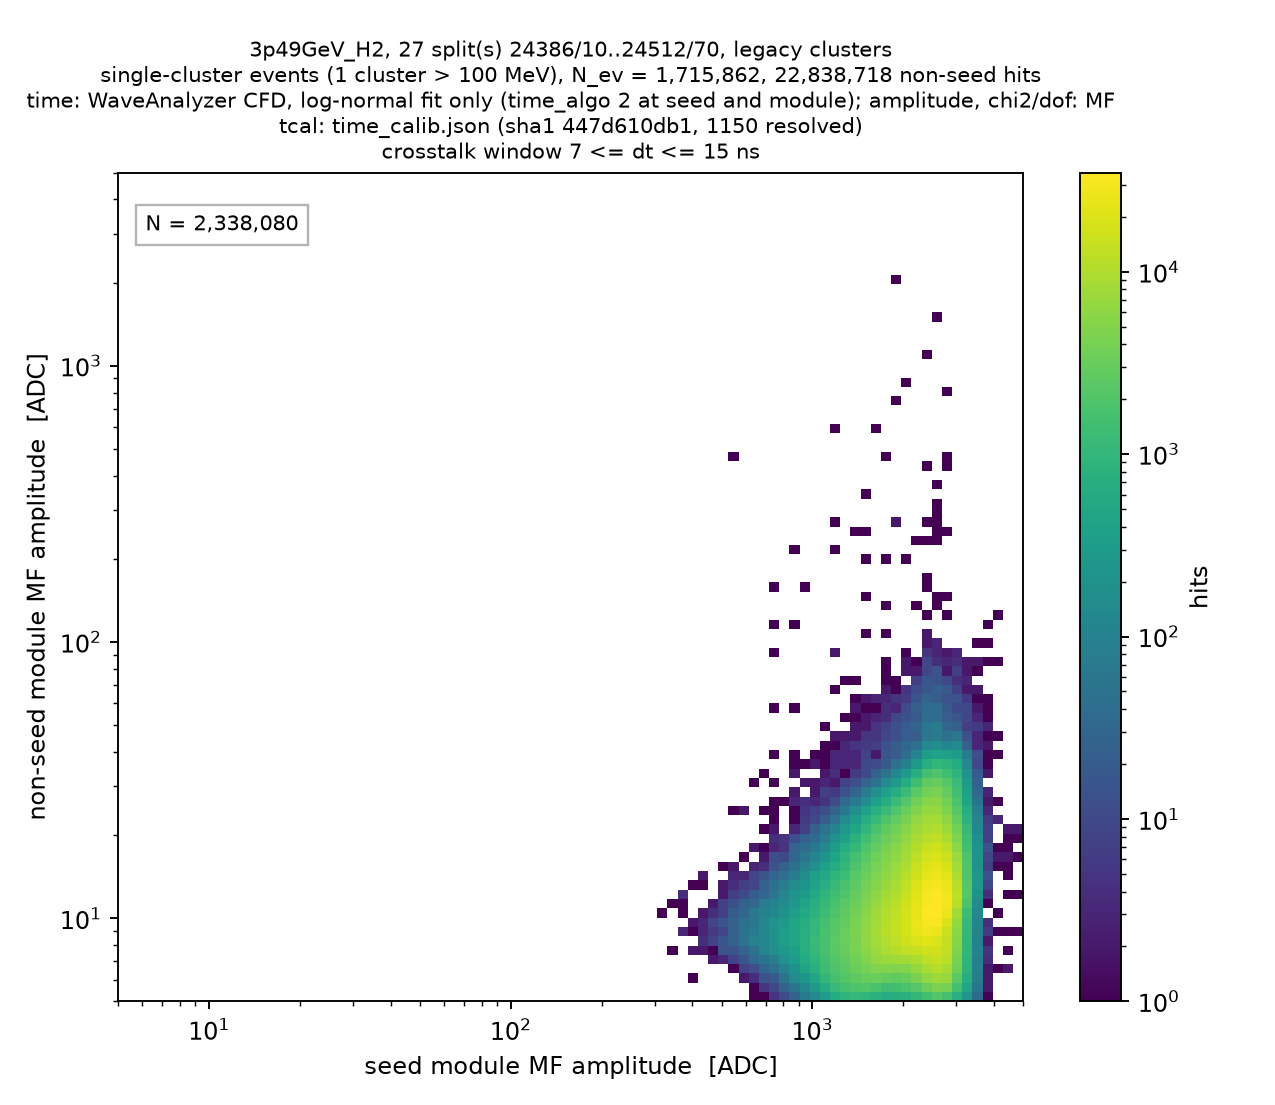 3p49GeV_H2, 27 split(s) 24386/10..24512/70, legacy clusters
single-cluster events (1 cluster > 100 MeV), N_ev = 1,715,862, 22,838,718 non-seed hits
time: WaveAnalyzer CFD, log-normal fit only (time_algo 2 at seed and module); amplitude, chi2/dof: MF
tcal: time_calib.json (sha1 447d610db1, 1150 resolved)
crosstalk window 7 <= dt <= 15 ns
N = 2,338,080
10³
10²
10¹
non-seed module MF amplitude [ADC]
10¹
10²
10³
seed module MF amplitude [ADC]
10⁴
10³
10²
10¹
10⁰
hits